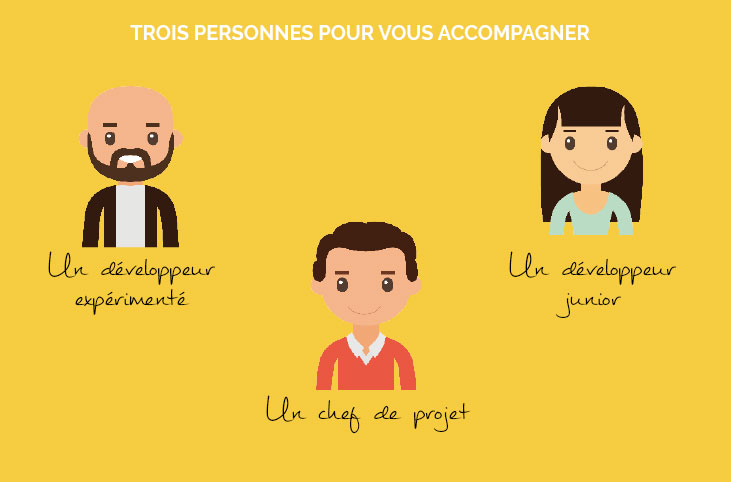 TROIS PERSONNES POUR VOUS ACCOMPAGNER
Un développeur
expérimenté
Un développeur
junior
Un chef de projet